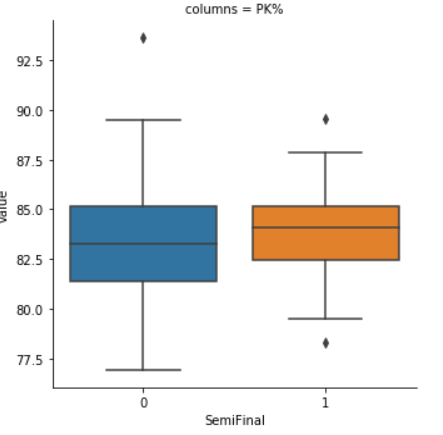 columns = PK%
92.5
90.0
87.5
85.0
82.5
80.0
77.5
value
0 1
SemiFinal